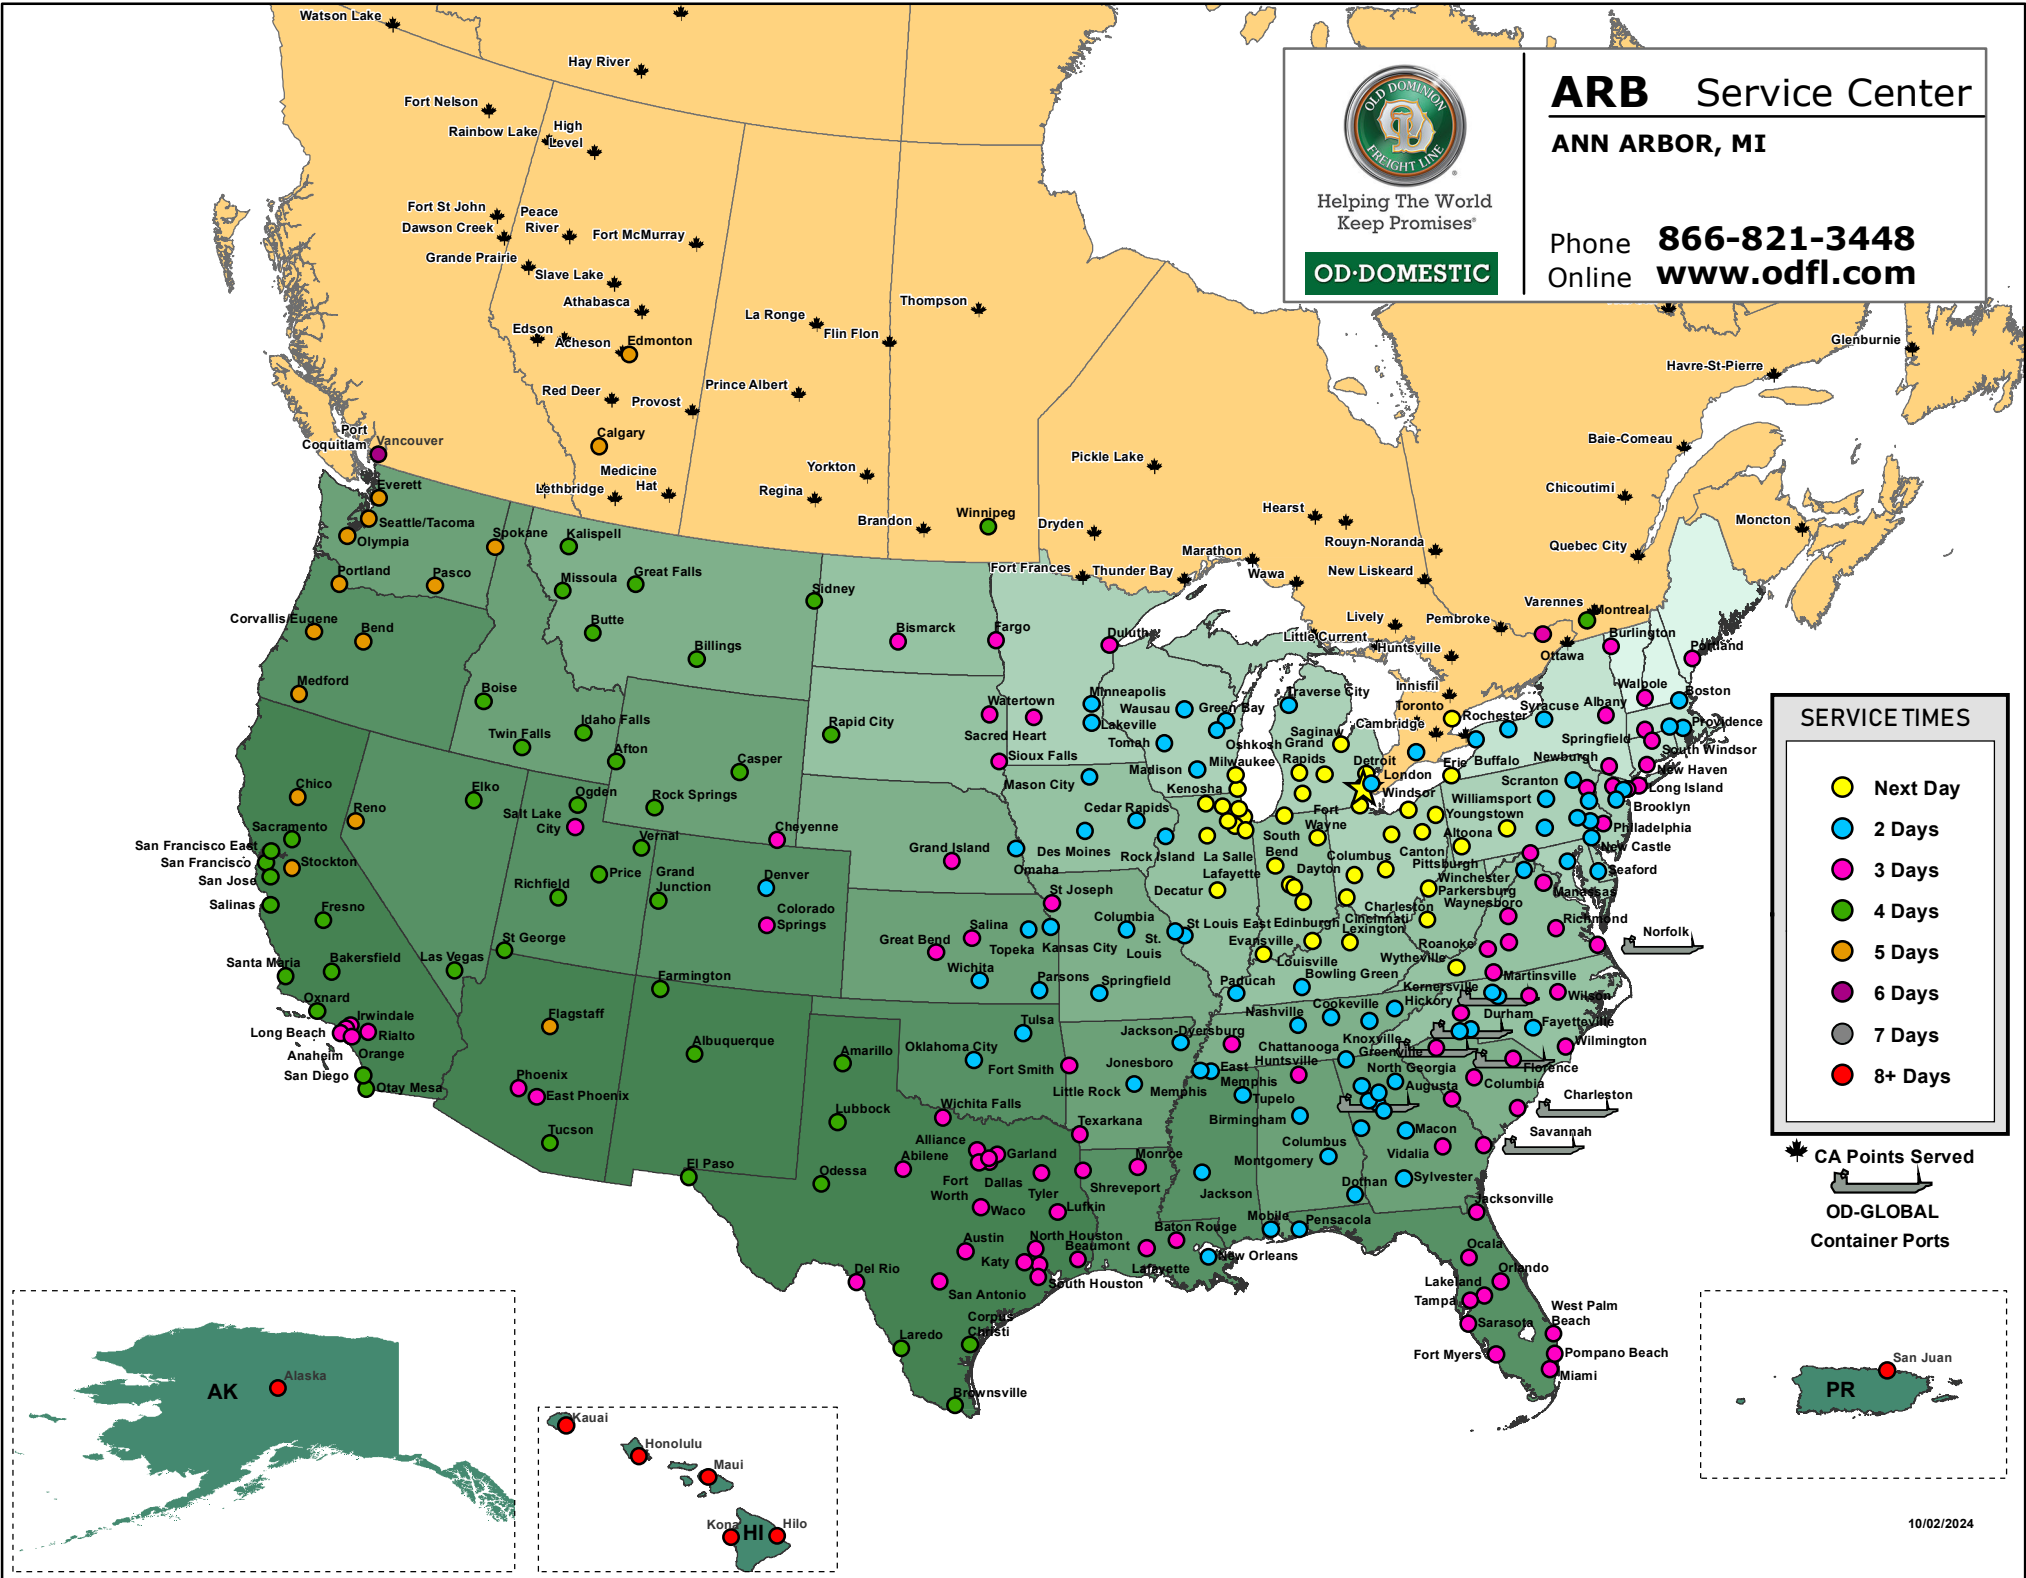 OLD DOMINION
FREIGHT LINE
Helping The World
Keep Promises®
OD·DOMESTIC
ARB Service Center
ANN ARBOR, MI
Phone 866-821-3448
Online www.odfl.com
Watson Lake
Hay River
Fort Nelson
Rainbow Lake
High
Level
Fort St John
Dawson Creek
Peace
River
Fort McMurray
Grande Prairie
Slave Lake
Athabasca
Edson
Acheson
Edmonton
La Ronge
Flin Flon
Thompson
Red Deer
Provost
Prince Albert
Glenburnie
Havre-St-Pierre
Port
Coquitlam
Vancouver
Calgary
Medicine
Hat
Lethbridge
Yorkton
Regina
Pickle Lake
Baie-Comeau
Chicoutimi
Moncton
Quebec City
Brandon
Winnipeg
Dryden
Hearst
Rouyn-Noranda
Marathon
Fort Frances
Thunder Bay
Wawa
New Liskeard
Varennes
Montreal
Lively
Pembroke
Little Current
Huntsville
Ottawa
Innisfil
Toronto
Cambridge
London
Windsor
Everett
Seattle/Tacoma
Olympia
Spokane
Portland
Pasco
Corvallis/Eugene
Bend
Medford
Kalispell
Missoula
Great Falls
Butte
Billings
Sidney
Boise
Idaho Falls
Twin Falls
Afton
Casper
Rock Springs
Cheyenne
Bismarck
Fargo
Duluth
Rapid City
Watertown
Sacred Heart
Sioux Falls
Minneapolis
Lakeville
Wausau
Green Bay
Tomah
Oshkosh
Madison
Milwaukee
Kenosha
Traverse City
Saginaw
Grand
Rapids
Detroit
Mason City
Cedar Rapids
Des Moines
Rock Island
La Salle
Omaha
Grand Island
Chico
Reno
Sacramento
San Francisco East
San Francisco
Stockton
San Jose
Salinas
Fresno
Santa Maria
Bakersfield
Oxnard
Irwindale
Long Beach
Rialto
Anaheim
Orange
San Diego
Otay Mesa
Elko
Ogden
Salt Lake
City
Vernal
Price
Richfield
Grand
Junction
St George
Las Vegas
Denver
Colorado
Springs
Flagstaff
Phoenix
East Phoenix
Tucson
Farmington
Albuquerque
El Paso
Salina
Great Bend
Topeka
Kansas City
Wichita
Parsons
St Joseph
Columbia
St.
Louis
St Louis East
Springfield
Decatur
Lafayette
South
Bend
Fort
Wayne
Dayton
Columbus
Canton
Youngstown
Pittsburgh
Altoona
Erie
Edinburgh
Cincinnati
Evansville
Louisville
Lexington
Bowling Green
Paducah
Charleston
Parkersburg
Winchester
Waynesboro
Manassas
Richmond
Norfolk
Roanoke
Wytheville
Martinsville
Kernersville
Hickory
Durham
Wilson
Fayetteville
Wilmington
Florence
Columbia
Greenville
Charleston
Savannah
Buffalo
Rochester
Syracuse
Albany
Burlington
Portland
Walpole
Boston
Providence
Springfield
South Windsor
New Haven
Newburgh
Long Island
Brooklyn
Scranton
Williamsport
Philadelphia
New Castle
Seaford
Tulsa
Oklahoma City
Fort Smith
Little Rock
Jonesboro
Jackson-Dyersburg
Memphis
East
Memphis
Tupelo
Nashville
Cookeville
Knoxville
Chattanooga
Huntsville
Birmingham
North Georgia
Augusta
Macon
Vidalia
Columbus
Montgomery
Sylvester
Dothan
Amarillo
Lubbock
Wichita Falls
Odessa
Abilene
Alliance
Garland
Fort
Worth
Dallas
Tyler
Waco
Lufkin
Texarkana
Shreveport
Monroe
Jackson
Austin
North Houston
Katy
Beaumont
South Houston
San Antonio
Del Rio
Corpus
Christi
Laredo
Brownsville
Baton Rouge
Lafayette
New Orleans
Mobile
Pensacola
Jacksonville
Ocala
Orlando
Lakeland
Tampa
Sarasota
Fort Myers
West Palm
Beach
Pompano Beach
Miami
SERVICE TIMES
Next Day
2 Days
3 Days
4 Days
5 Days
6 Days
7 Days
8+ Days
CA Points Served
OD-GLOBAL
Container Ports
AK
Alaska
Kauai
Honolulu
Maui
Kona
HI
Hilo
San Juan
PR
10/02/2024